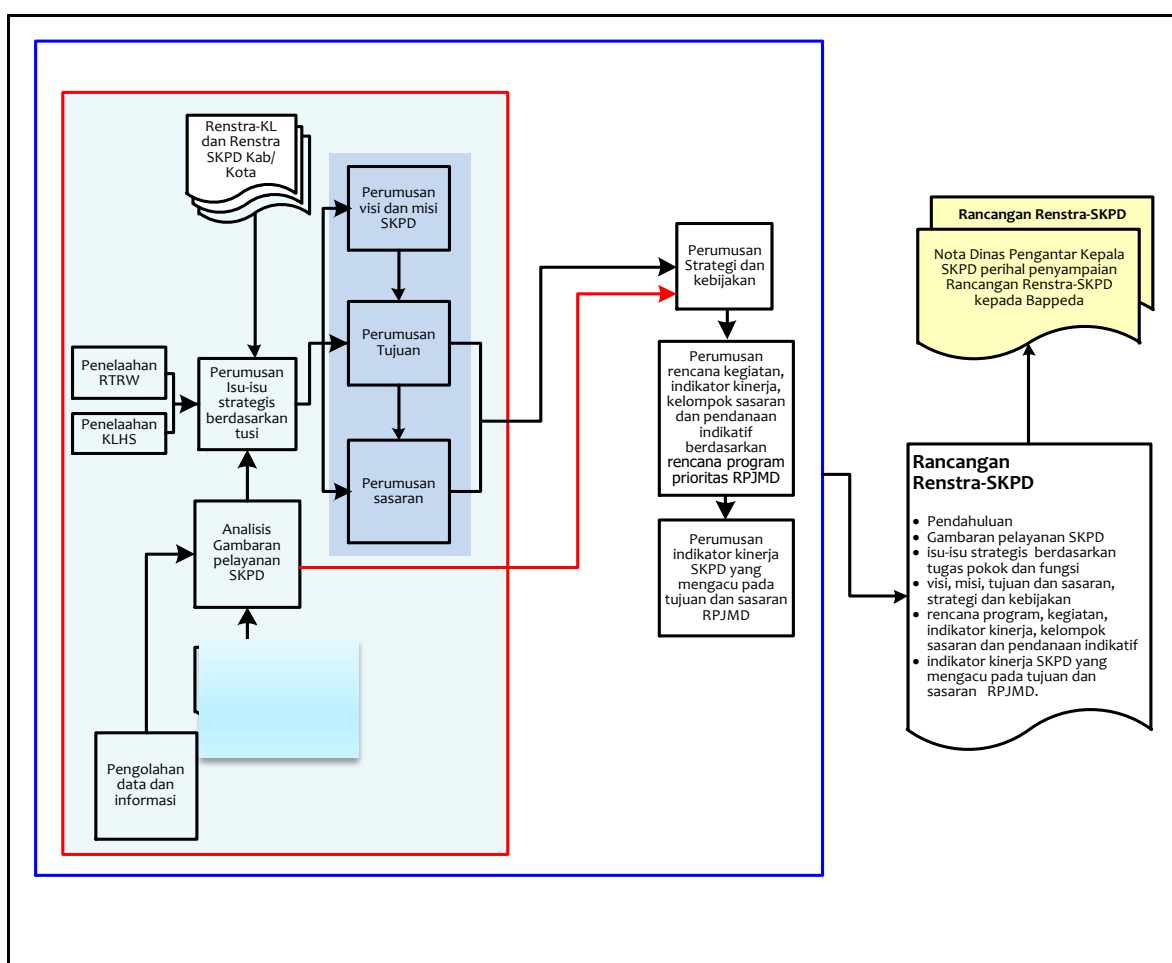 Renstra-KL
dan Renstra
SKPD Kab/
Kota
Perumusan
visi dan misi
SKPD
Perumusan
Tujuan
Perumusan
sasaran
Penelaahan
RTRW
Penelaahan
KLHS
Perumusan
Isu-isu
strategis
berdasarkan
tusi
Analisis
Gambaran
pelayanan
SKPD
Pengolahan
data dan
informasi
Perumusan
Strategi dan
kebijakan
Perumusan
rencana kegiatan,
indikator kinerja,
kelompok sasaran
dan pendanaan
indikatif
berdasarkan
rencana program
prioritas RPJMD
Perumusan
indikator kinerja
SKPD yang
mengacu pada
tujuan dan sasaran
RPJMD
Rancangan Renstra-SKPD
Nota Dinas Pengantar Kepala
SKPD perihal penyampaian
Rancangan Renstra-SKPD
kepada Bappeda
Rancangan
Renstra-SKPD
• Pendahuluan
• Gambaran pelayanan SKPD
• isu-isu strategis berdasarkan
tugas pokok dan fungsi
• visi, misi, tujuan dan sasaran,
strategi dan kebijakan
• rencana program, kegiatan,
indikator kinerja, kelompok
sasaran dan pendanaan indikatif
• indikator kinerja SKPD yang
mengacu pada tujuan dan
sasaran RPJMD.